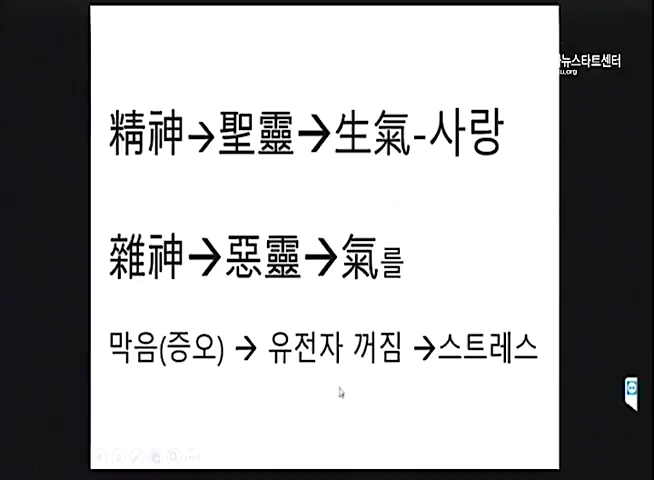 뉴스타트센터
精神→聖靈→生氣-사랑
雜神→惡靈→氣를
막음(증오) → 유전자 꺼짐 →스트레스